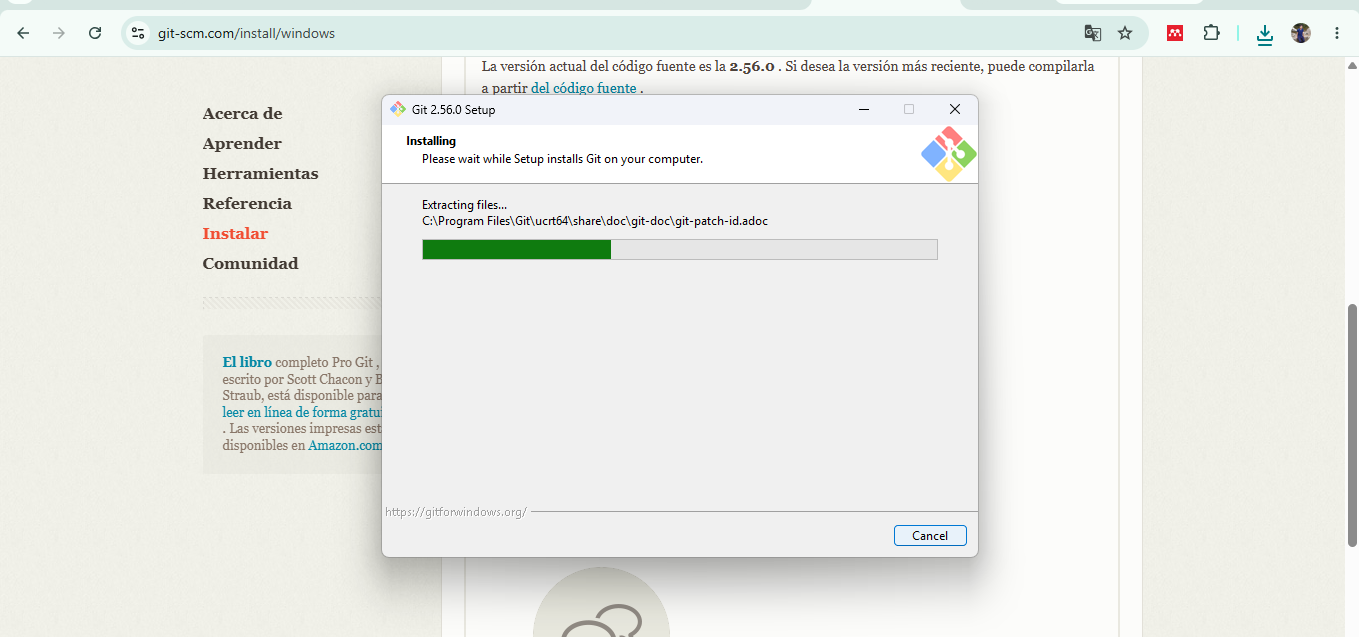 git-scm.com/install/windows
La versión actual del código fuente es la 2.56.0 . Si desea la versión más reciente, puede compilarla
a partir del código fuente .
Acerca de
Aprender
Herramientas
Referencia
Instalar
Comunidad
El libro completo Pro Git ,
escrito por Scott Chacon y B
Straub, está disponible para
leer en línea de forma gratu
. Las versiones impresas est
disponibles en Amazon.com
Git 2.56.0 Setup
Installing
Please wait while Setup installs Git on your computer.
Extracting files...
C:\Program Files\Git\ucrt64\share\doc\git-doc\git-patch-id.adoc
https://gitforwindows.org/
Cancel